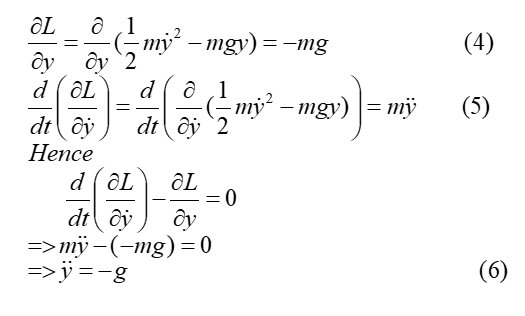 ∂L/∂y = ∂/∂y (1/2 mẏ² − mgy) = −mg (4)
d/dt (∂L/∂ẏ) = d/dt (∂/∂ẏ (1/2 mẏ² − mgy)) = mÿ (5)
Hence
d/dt (∂L/∂ẏ) − ∂L/∂y = 0
=> mÿ − (−mg) = 0
=> ÿ = −g (6)